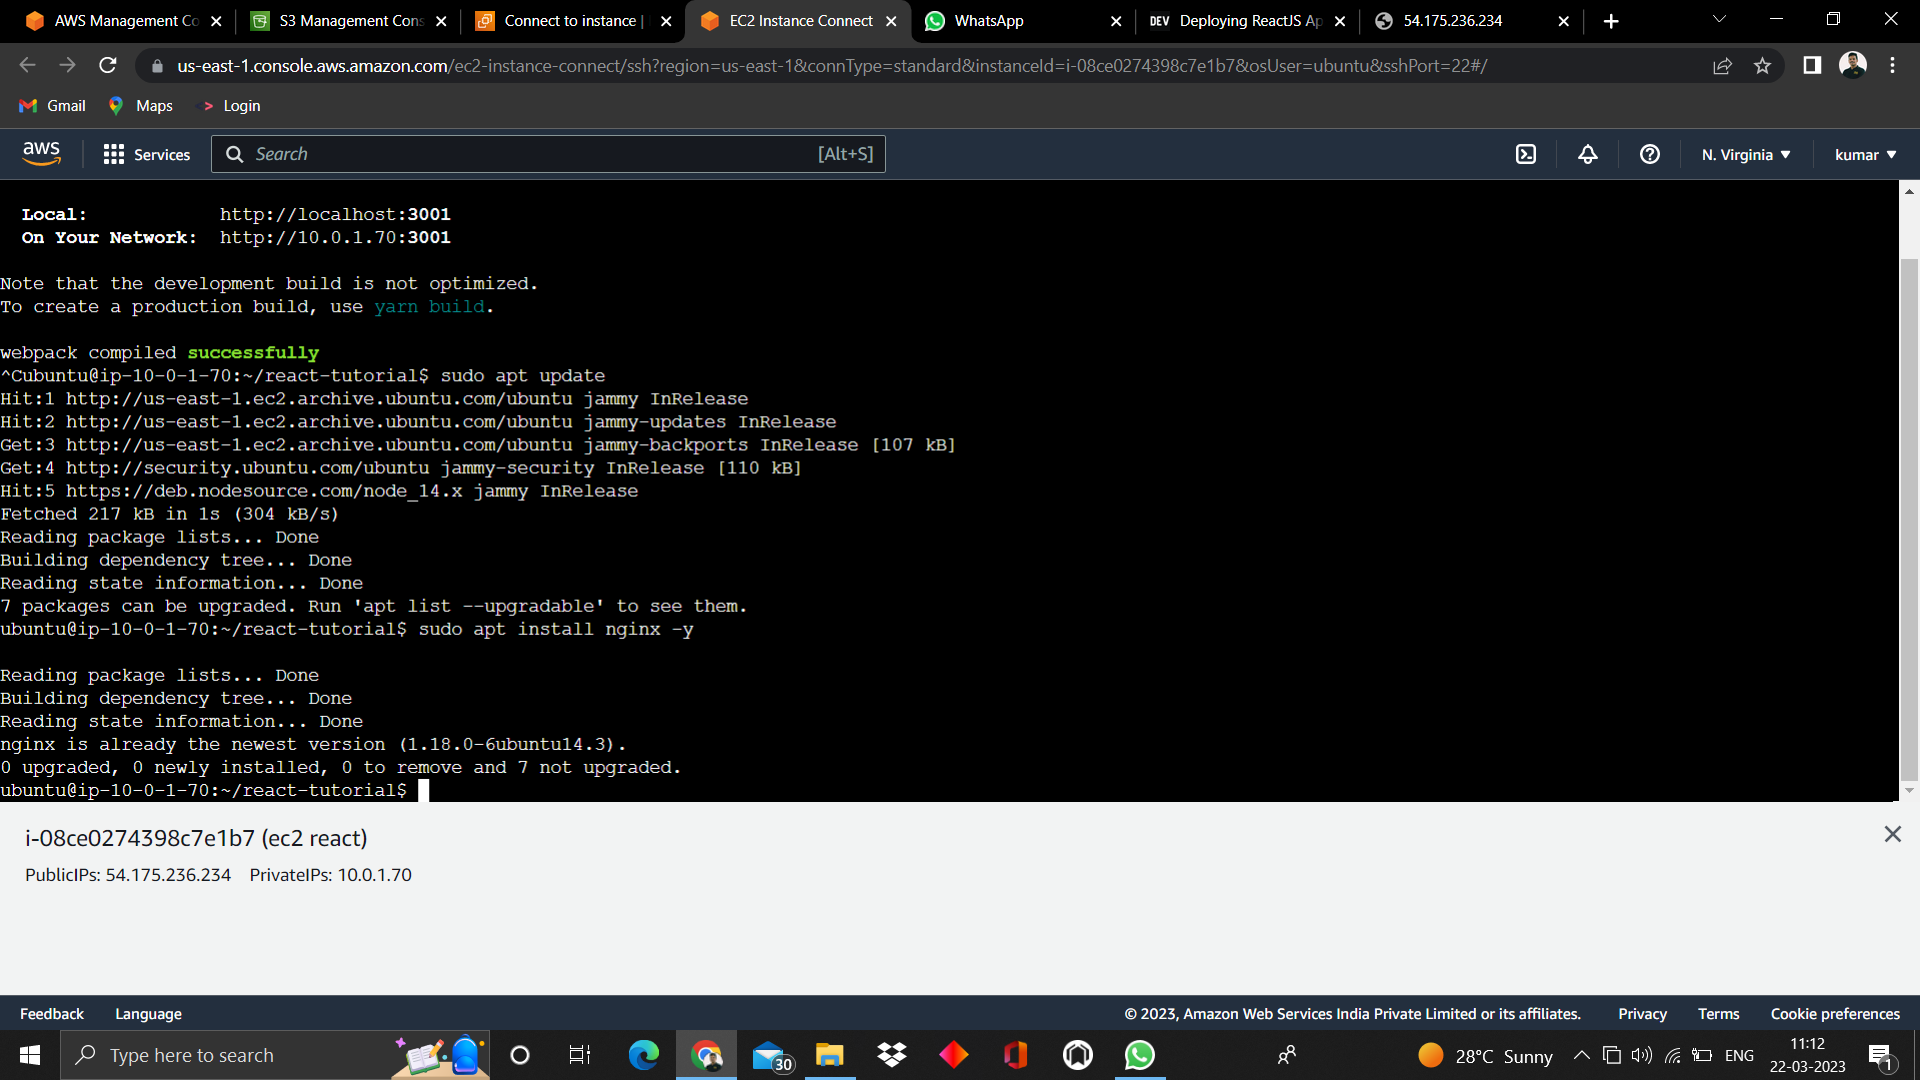 AWS Management Co
S3 Management Cons
Connect to instance |
EC2 Instance Connect
WhatsApp
DEV Deploying ReactJS Ap
54.175.236.234
us-east-1.console.aws.amazon.com/ec2-instance-connect/ssh?region=us-east-1&connType=standard&instanceId=i-08ce0274398c7e1b7&osUser=ubuntu&sshPort=22#/
Gmail Maps Login
aws Services Search [Alt+S] N. Virginia kumar
Local: http://localhost:3001
On Your Network: http://10.0.1.70:3001
Note that the development build is not optimized.
To create a production build, use yarn build.
webpack compiled successfully
^Cubuntu@ip-10-0-1-70:~/react-tutorial$ sudo apt update
Hit:1 http://us-east-1.ec2.archive.ubuntu.com/ubuntu jammy InRelease
Hit:2 http://us-east-1.ec2.archive.ubuntu.com/ubuntu jammy-updates InRelease
Get:3 http://us-east-1.ec2.archive.ubuntu.com/ubuntu jammy-backports InRelease [107 kB]
Get:4 http://security.ubuntu.com/ubuntu jammy-security InRelease [110 kB]
Hit:5 https://deb.nodesource.com/node_14.x jammy InRelease
Fetched 217 kB in 1s (304 kB/s)
Reading package lists... Done
Building dependency tree... Done
Reading state information... Done
7 packages can be upgraded. Run 'apt list --upgradable' to see them.
ubuntu@ip-10-0-1-70:~/react-tutorial$ sudo apt install nginx -y
Reading package lists... Done
Building dependency tree... Done
Reading state information... Done
nginx is already the newest version (1.18.0-6ubuntu14.3).
0 upgraded, 0 newly installed, 0 to remove and 7 not upgraded.
ubuntu@ip-10-0-1-70:~/react-tutorial$
i-08ce0274398c7e1b7 (ec2 react)
PublicIPs: 54.175.236.234 PrivateIPs: 10.0.1.70
Feedback Language © 2023, Amazon Web Services India Private Limited or its affiliates. Privacy Terms Cookie preferences
Type here to search
30
28°C Sunny
ENG
11:12
22-03-2023
1